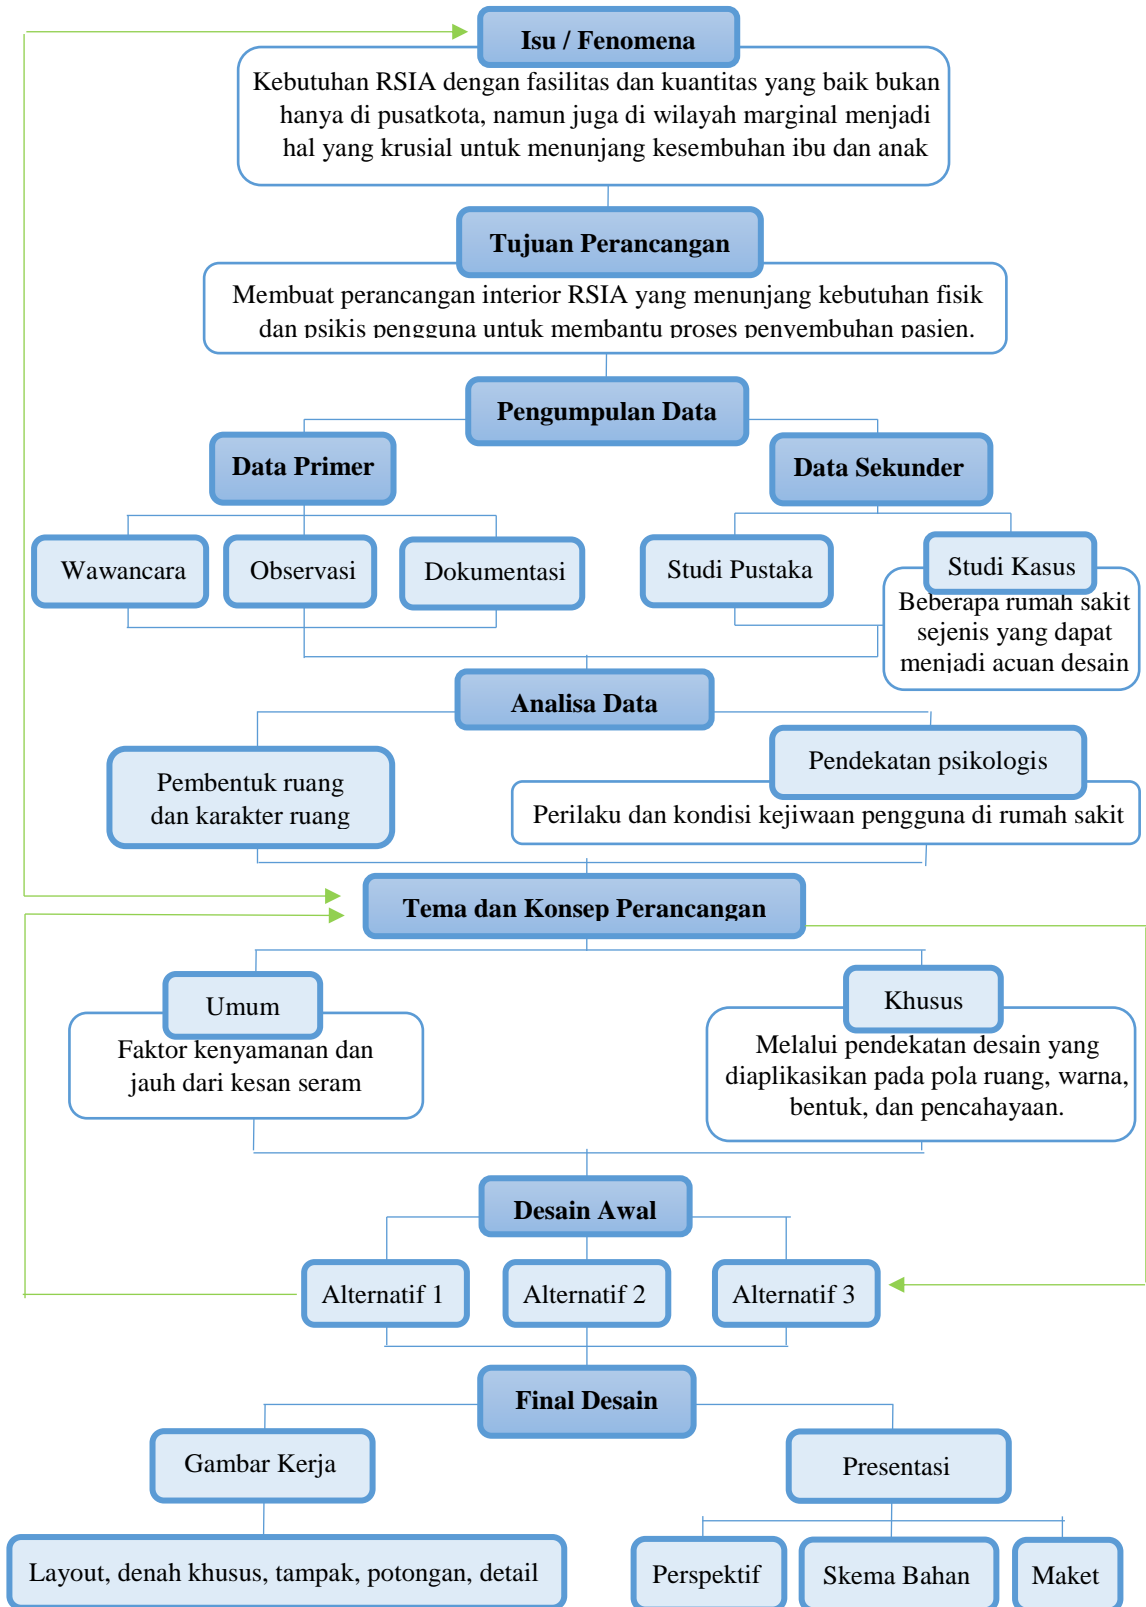 Isu / Fenomena
Kebutuhan RSIA dengan fasilitas dan kuantitas yang baik bukan
hanya di pusatkota, namun juga di wilayah marginal menjadi
hal yang krusial untuk menunjang kesembuhan ibu dan anak
Tujuan Perancangan
Membuat perancangan interior RSIA yang menunjang kebutuhan fisik
dan psikis pengguna untuk membantu proses penyembuhan pasien.
Pengumpulan Data
Data Primer
Data Sekunder
Wawancara
Observasi
Dokumentasi
Studi Pustaka
Studi Kasus
Beberapa rumah sakit
sejenis yang dapat
menjadi acuan desain
Analisa Data
Pembentuk ruang
dan karakter ruang
Pendekatan psikologis
Perilaku dan kondisi kejiwaan pengguna di rumah sakit
Tema dan Konsep Perancangan
Umum
Faktor kenyamanan dan
jauh dari kesan seram
Khusus
Melalui pendekatan desain yang
diaplikasikan pada pola ruang, warna,
bentuk, dan pencahayaan.
Desain Awal
Alternatif 1
Alternatif 2
Alternatif 3
Final Desain
Gambar Kerja
Presentasi
Layout, denah khusus, tampak, potongan, detail
Perspektif
Skema Bahan
Maket